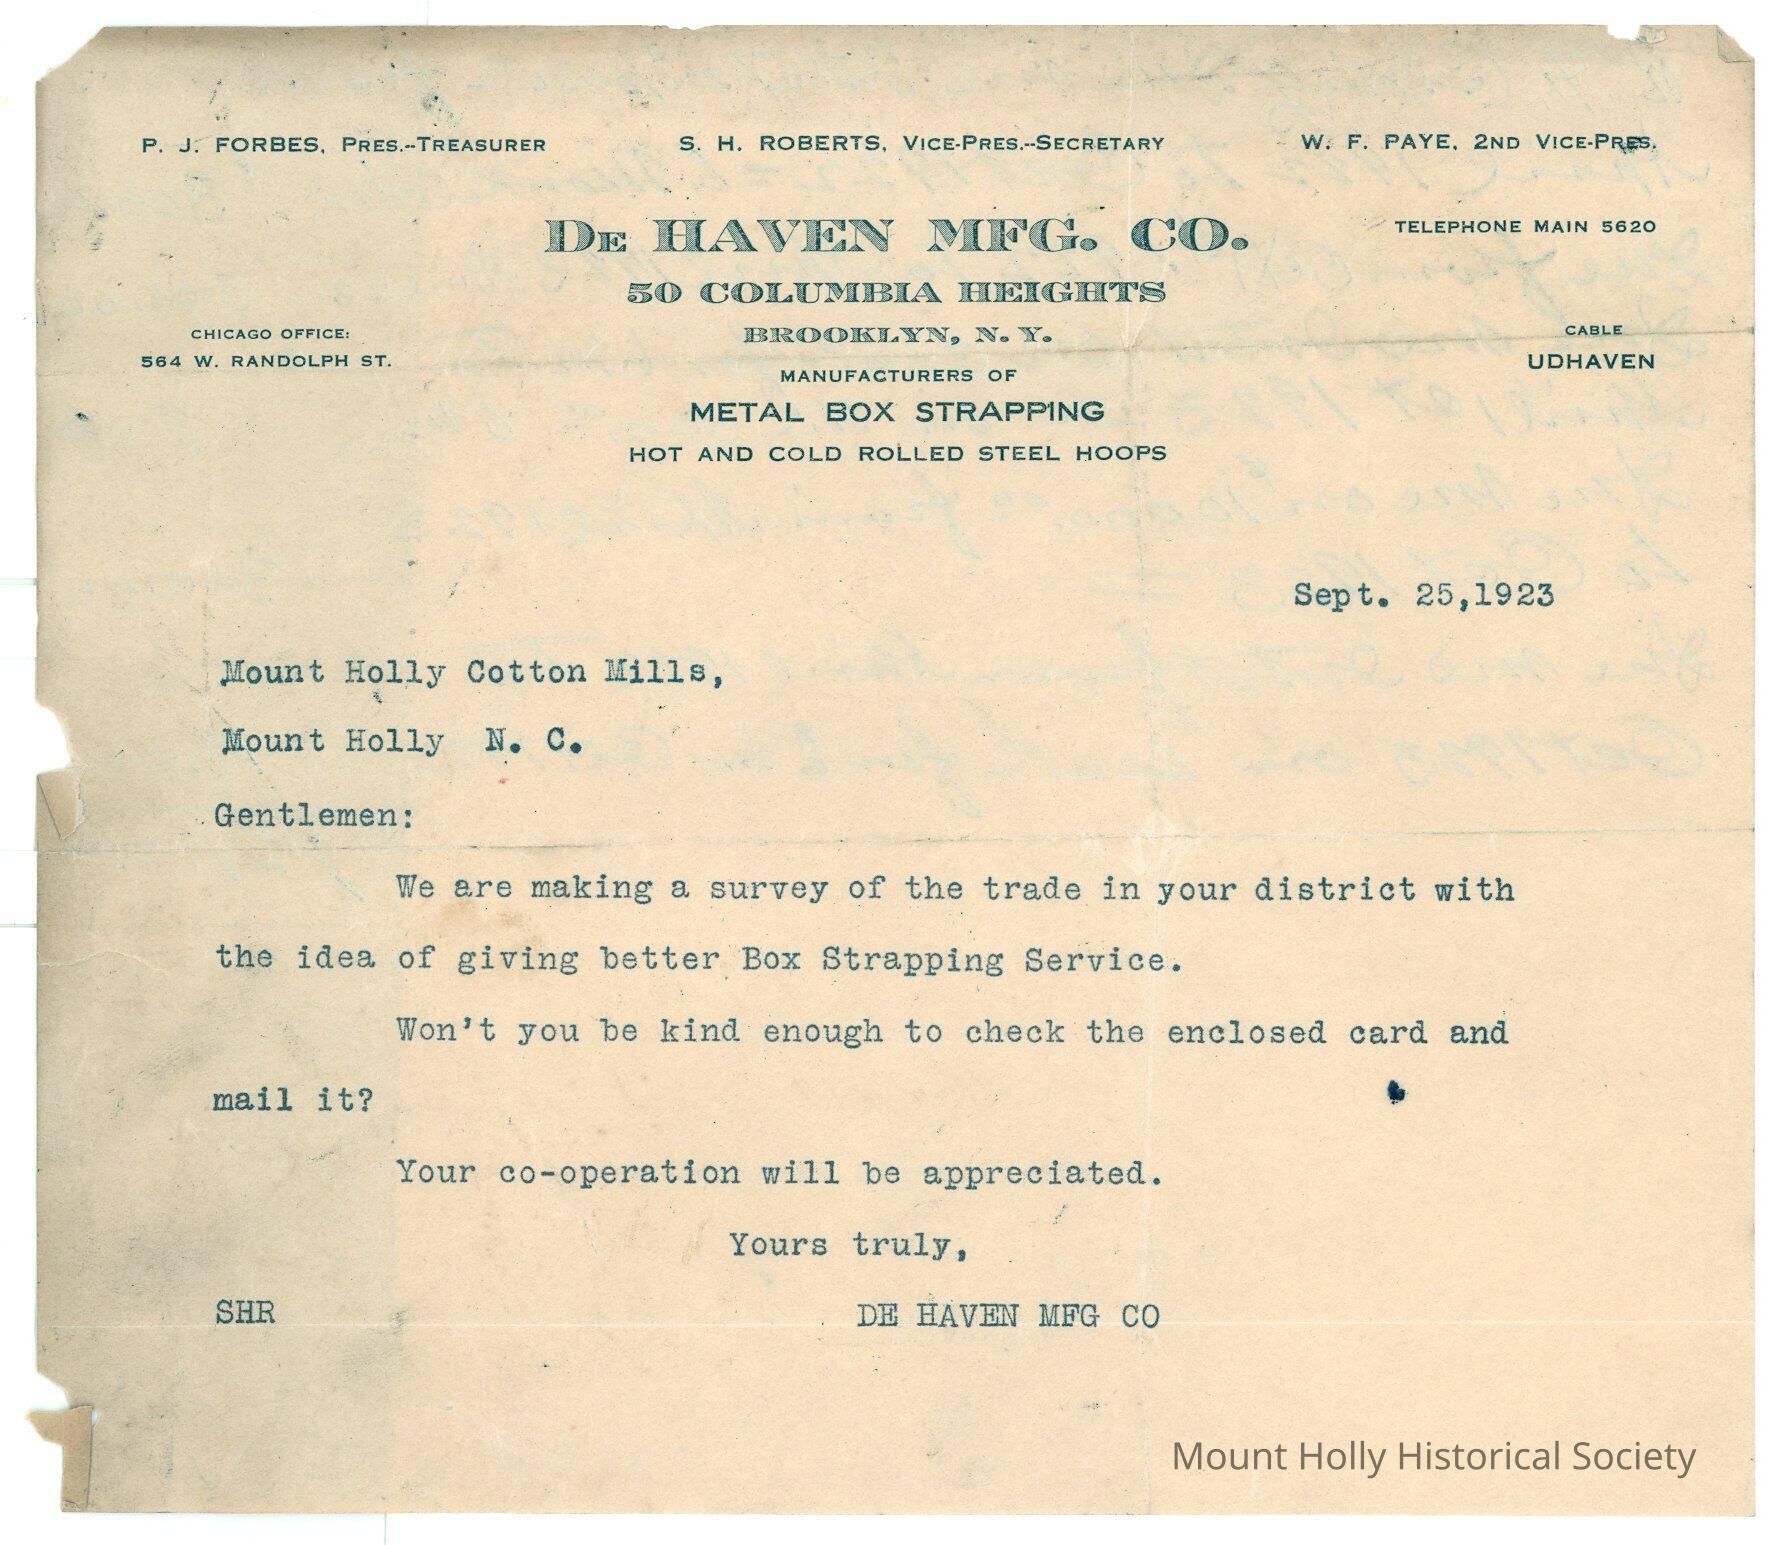 P. J. FORBES, PRES.--TREASURER
S. H. ROBERTS, VICE-PRES.--SECRETARY
W. F. PAYE, 2ND VICE-PRES.
DE HAVEN MFG. CO.
TELEPHONE MAIN 5620
50 COLUMBIA HEIGHTS
BROOKLYN, N. Y.
CHICAGO OFFICE:
564 W. RANDOLPH ST.
CABLE
UDHAVEN
MANUFACTURERS OF
METAL BOX STRAPPING
HOT AND COLD ROLLED STEEL HOOPS
Sept. 25,1923
Mount Holly Cotton Mills,
Mount Holly N. C.
Gentlemen:
We are making a survey of the trade in your district with
the idea of giving better Box Strapping Service.
Won't you be kind enough to check the enclosed card and
mail it?
Your co-operation will be appreciated.
Yours truly,
SHR
DE HAVEN MFG CO
Mount Holly Historical Society